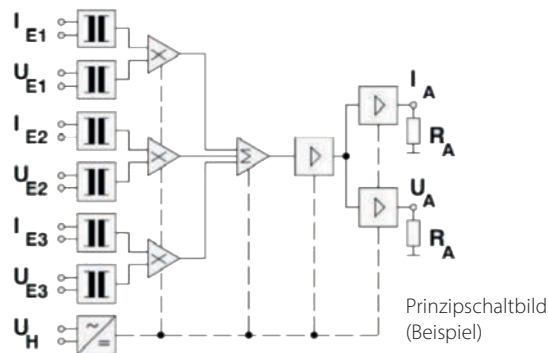 I E1
U E1
I E2
U E2
I E3
U E3
U H
X
X
X
Σ
~
=
I A
R A
U A
R A
Prinzipschaltbild
(Beispiel)